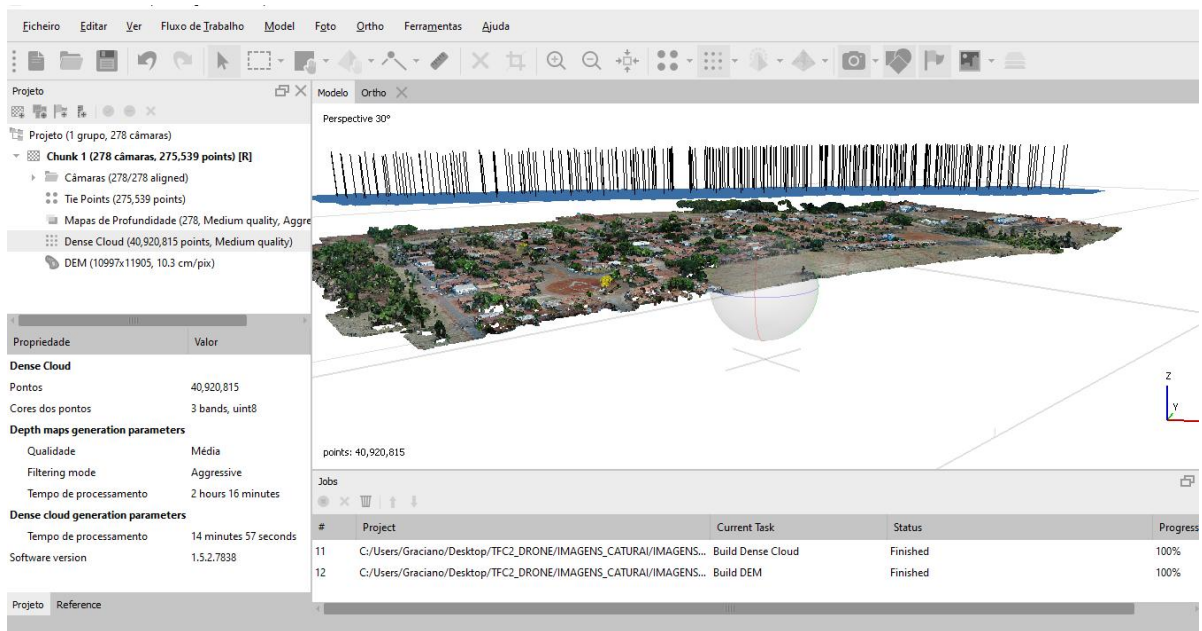 Ficheiro Editar Ver Fluxo de Trabalho Model Foto Ortho Ferramentas Ajuda
Projeto
Modelo Ortho
Perspective 30°
Projeto (1 grupo, 278 câmaras)
Chunk 1 (278 câmaras, 275,539 points) [R]
Câmaras (278/278 aligned)
Tie Points (275,539 points)
Mapas de Profundidade (278, Medium quality, Aggre
Dense Cloud (40,920,815 points, Medium quality)
DEM (10997x11905, 10.3 cm/pix)
Propriedade Valor
Dense Cloud
Pontos 40,920,815
Cores dos pontos 3 bands, uint8
Depth maps generation parameters
Qualidade Média
Filtering mode Aggressive
Tempo de processamento 2 hours 16 minutes
Dense cloud generation parameters
Tempo de processamento 14 minutes 57 seconds
Software version 1.5.2.7838
Projeto Reference
Z
Y
points: 40,920,815
Jobs
# Project Current Task Status Progress
11 C:/Users/Graciano/Desktop/TFC2_DRONE/IMAGENS_CATURAI/IMAGENS... Build Dense Cloud Finished 100%
12 C:/Users/Graciano/Desktop/TFC2_DRONE/IMAGENS_CATURAI/IMAGENS... Build DEM Finished 100%